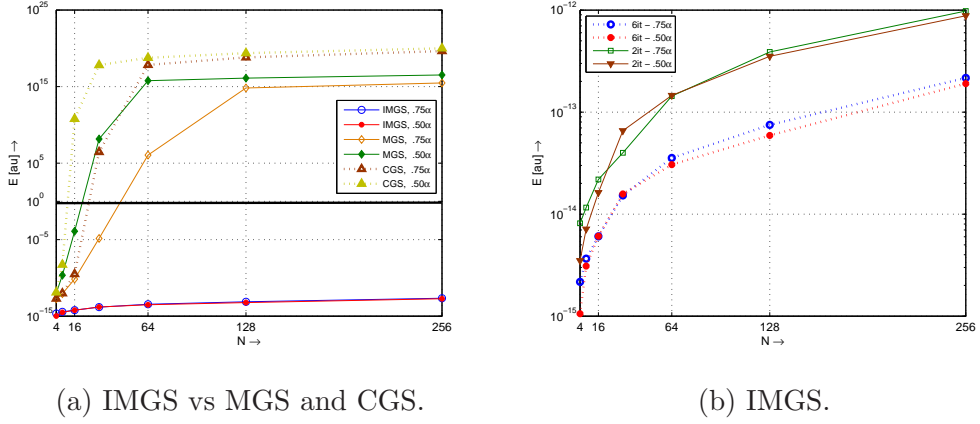 10^25
10^15
10^5
10^0
10^-5
10^-15
E [au] →
4 16 64 128 256
N →
IMGS, .75α
IMGS, .50α
MGS, .75α
MGS, .50α
CGS, .75α
CGS, .50α
(a) IMGS vs MGS and CGS.
10^-12
10^-13
10^-14
10^-15
E [au] →
4 16 64 128 256
N →
6it − .75α
6it − .50α
2it − .75α
2it − .50α
(b) IMGS.